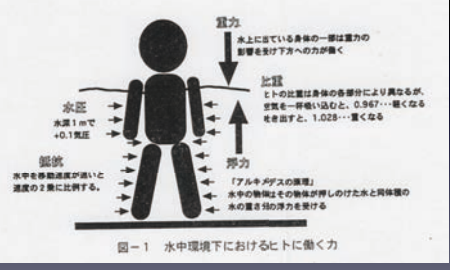 重力
水上に出ている身体の一部は重力の
影響を受け下方への力が働く
比重
ヒトの比重は身体の各部分により異なるが、
空気を一杯吸い込むと、0.967･･･軽くなる
吐き出すと、1.028･･･重くなる
水圧
水深1mで
+0.1気圧
抵抗
水中を移動速度が速いと
速度の2乗に比例する。
浮力
「アルキメデスの原理」
水中の物体はその物体が押しのけた水と同体積の
水の重さ分の浮力を受ける
図-1 水中環境下におけるヒトに働く力